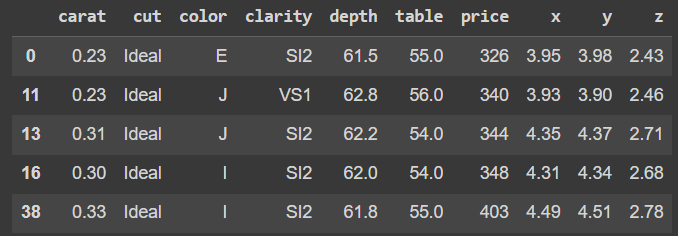 carat cut color clarity depth table price x y z
0 0.23 Ideal E SI2 61.5 55.0 326 3.95 3.98 2.43
11 0.23 Ideal J VS1 62.8 56.0 340 3.93 3.90 2.46
13 0.31 Ideal J SI2 62.2 54.0 344 4.35 4.37 2.71
16 0.30 Ideal I SI2 62.0 54.0 348 4.31 4.34 2.68
38 0.33 Ideal I SI2 61.8 55.0 403 4.49 4.51 2.78